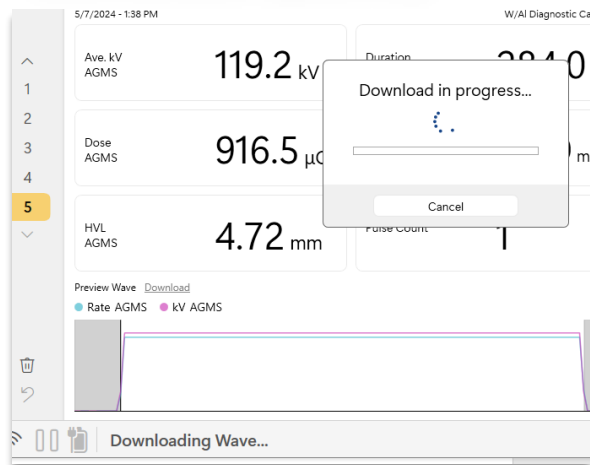 5/7/2024 - 1:38 PM
W/Al Diagnostic Ca
Ave. kV
AGMS
119.2 kV
Duration
Download in progress...
Cancel
Dose
AGMS
916.5
m
HVL
AGMS
4.72 mm
Pulse Count
1
1
2
3
4
5
Preview Wave Download
Rate AGMS kV AGMS
Downloading Wave...